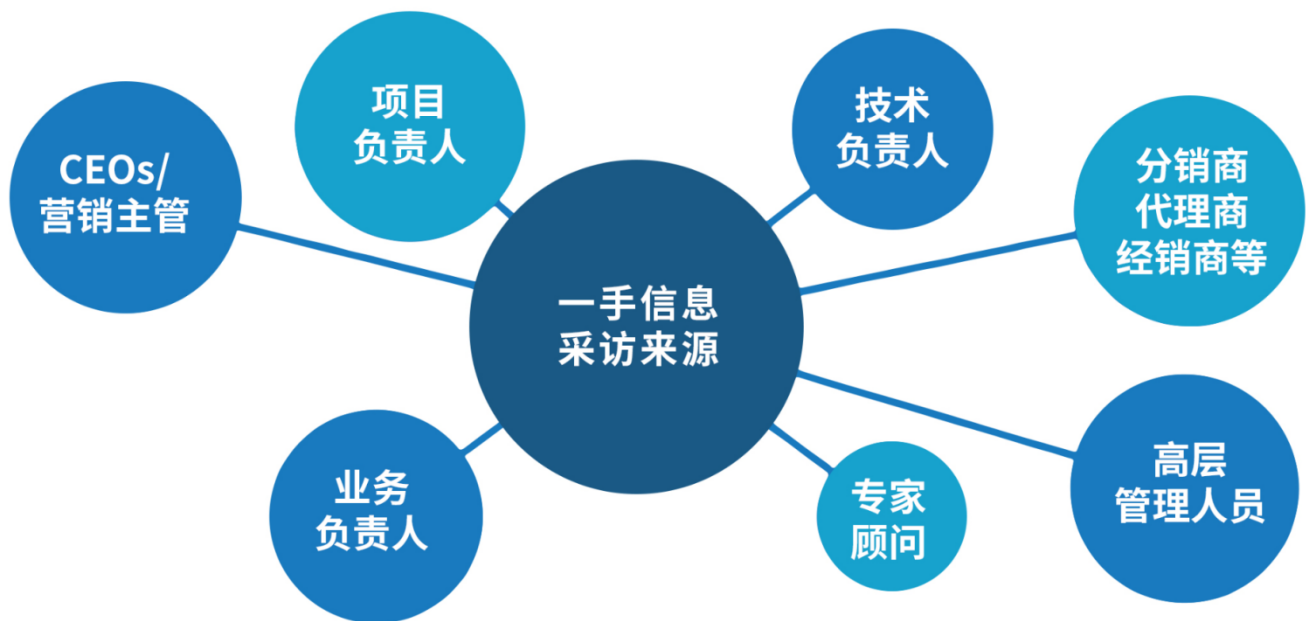 项目
负责人
技术
负责人
CEOs/
营销主管
分销商
代理商
经销商等
一手信息
采访来源
业务
负责人
专家
顾问
高层
管理人员